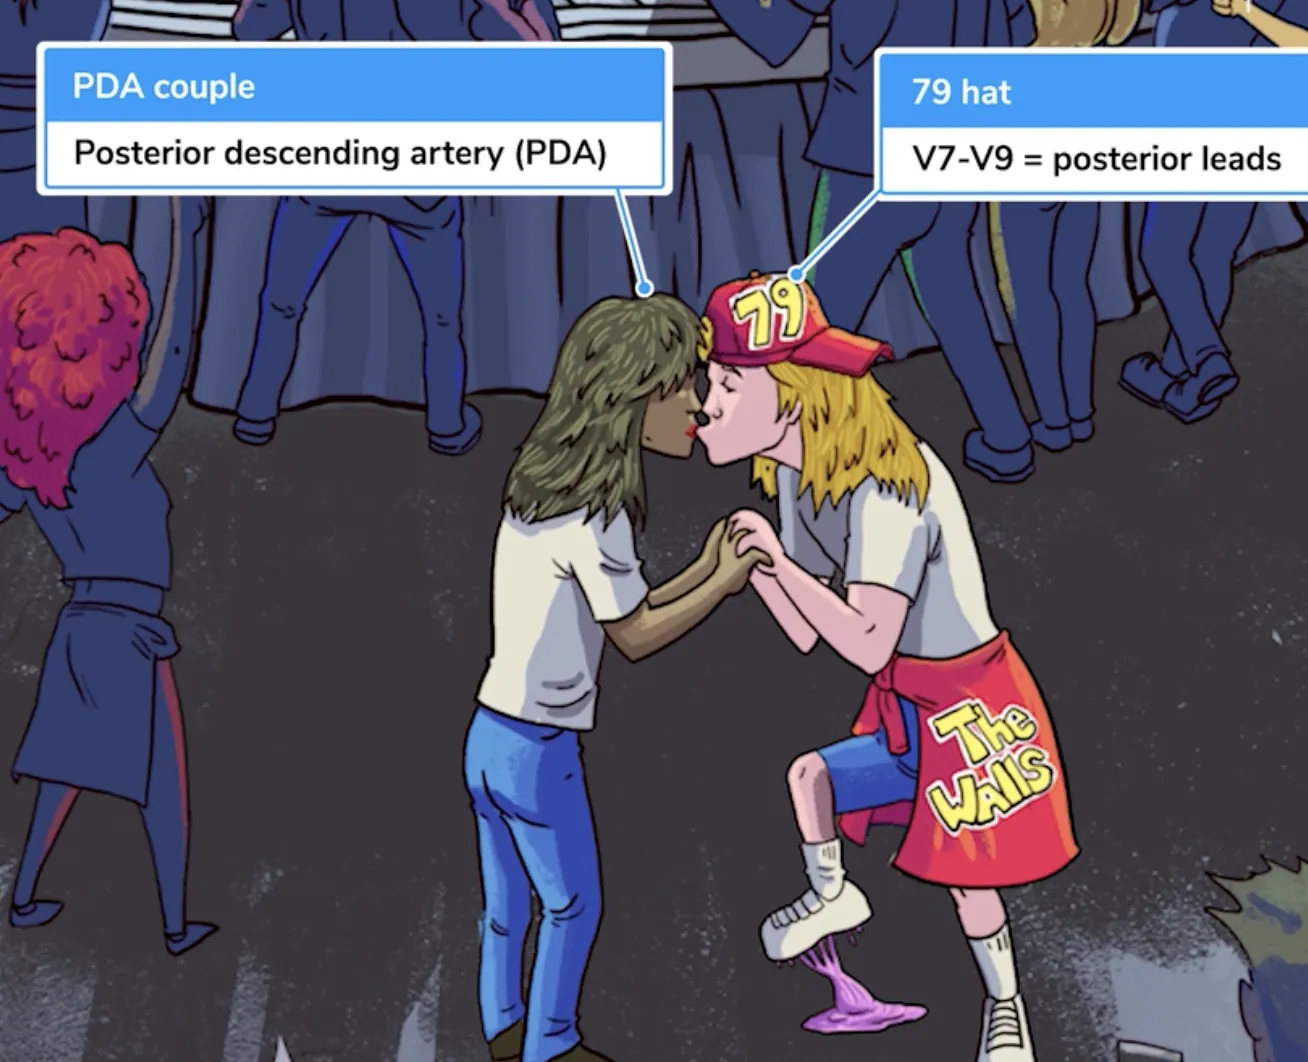 PDA couple
Posterior descending artery (PDA)
79 hat
V7-V9 = posterior leads
79
The
Walls